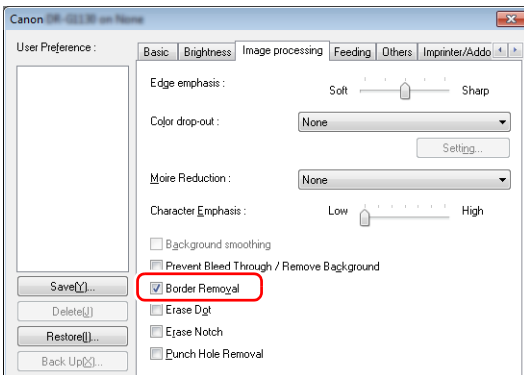 Canon DR-G1130 on None
User Preference :
Basic Brightness Image processing Feeding Others Imprinter/Addo
Edge emphasis :
Soft Sharp
Color drop-out :
None
Setting...
Moire Reduction :
None
Character Emphasis :
Low High
Background smoothing
Prevent Bleed Through / Remove Background
Save(Y)...
Border Removal
Delete(J)
Erase Dot
Restore(I)...
Erase Notch
Back Up(X)...
Punch Hole Removal